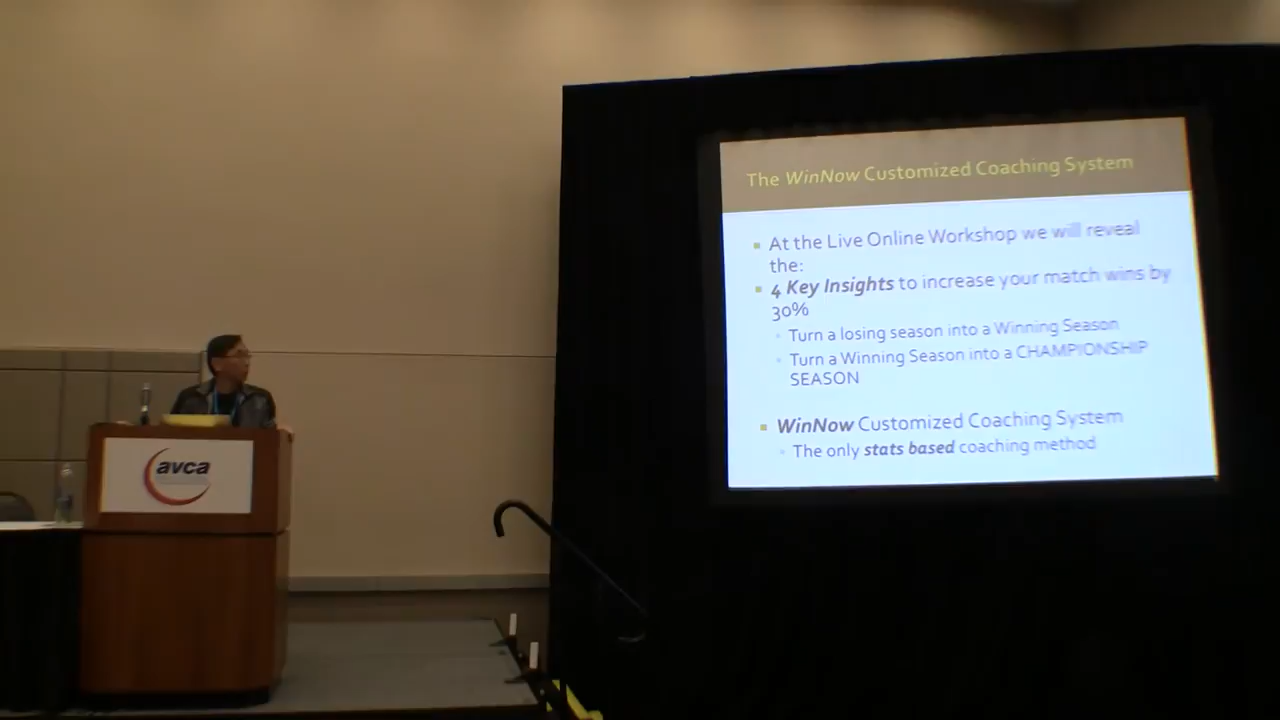 The WinNow Customized Coaching System
At the Live Online Workshop we will reveal
the:
4 Key Insights to increase your match wins by
30%
Turn a losing season into a Winning Season
Turn a Winning Season into a CHAMPIONSHIP
SEASON
WinNow Customized Coaching System
The only stats based coaching method
avca